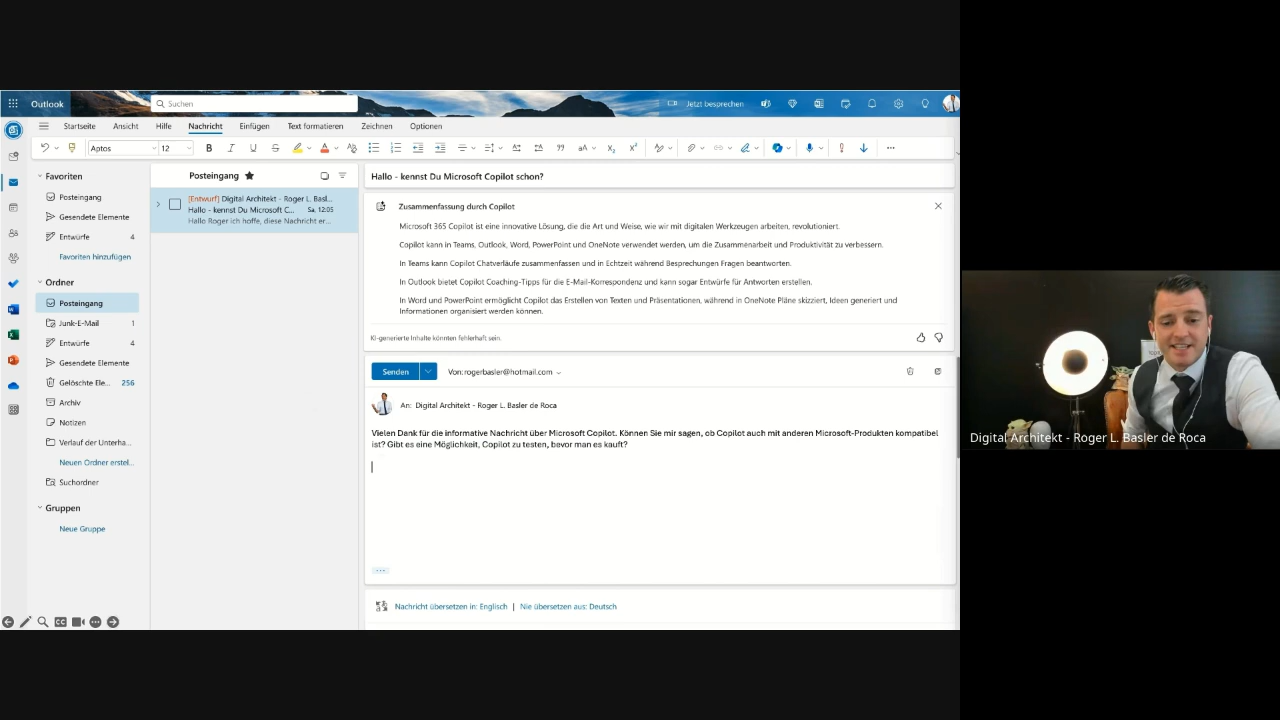 Outlook
Suchen
Jetzt besprechen
Startseite
Ansicht
Hilfe
Nachricht
Einfügen
Text formatieren
Zeichnen
Optionen
Aptos
12
Favoriten
Posteingang
Gesendete Elemente
Entwürfe 4
Favoriten hinzufügen
Ordner
Posteingang
Junk-E-Mail 1
Entwürfe 4
Gesendete Elemente
Gelöschte Ele... 256
Archiv
Notizen
Verlauf der Unterha...
Neuen Ordner erstel...
Suchordner
Gruppen
Neue Gruppe
Posteingang
[Entwurf] Digital Architekt - Roger L. Basl...
Hallo - kennst Du Microsoft C... Sa, 12:05
Hallo Roger ich hoffe, diese Nachricht er...
Hallo - kennst Du Microsoft Copilot schon?
Zusammenfassung durch Copilot
Microsoft 365 Copilot ist eine innovative Lösung, die die Art und Weise, wie wir mit digitalen Werkzeugen arbeiten, revolutioniert.
Copilot kann in Teams, Outlook, Word, PowerPoint und OneNote verwendet werden, um die Zusammenarbeit und Produktivität zu verbessern.
In Teams kann Copilot Chatverläufe zusammenfassen und in Echtzeit während Besprechungen Fragen beantworten.
In Outlook bietet Copilot Coaching-Tipps für die E-Mail-Korrespondenz und kann sogar Entwürfe für Antworten erstellen.
In Word und PowerPoint ermöglicht Copilot das Erstellen von Texten und Präsentationen, während in OneNote Pläne skizziert, Ideen generiert und
Informationen organisiert werden können.
KI-generierte Inhalte könnten fehlerhaft sein.
Senden
Von:rogerbasler@hotmail.com
An: Digital Architekt - Roger L. Basler de Roca
Vielen Dank für die informative Nachricht über Microsoft Copilot. Können Sie mir sagen, ob Copilot auch mit anderen Microsoft-Produkten kompatibel
ist? Gibt es eine Möglichkeit, Copilot zu testen, bevor man es kauft?
Nachricht übersetzen in: Englisch | Nie übersetzen aus: Deutsch
Digital Architekt - Roger L. Basler de Roca